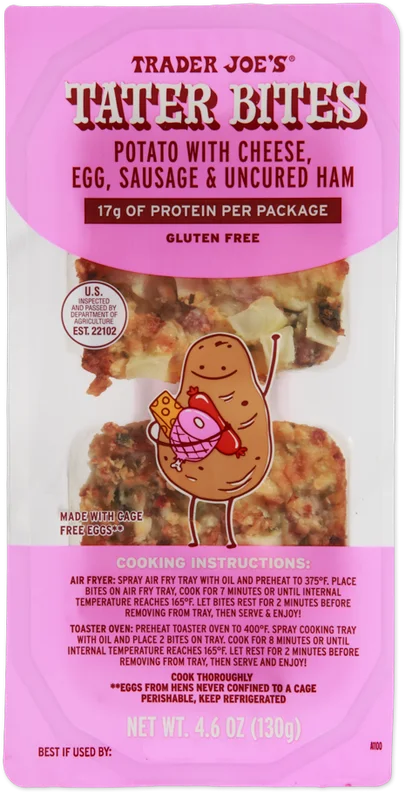 TRADER JOE'S®
TATER BITES
POTATO WITH CHEESE,
EGG, SAUSAGE & UNCURED HAM
17g OF PROTEIN PER PACKAGE
GLUTEN FREE
U.S.
INSPECTED
AND PASSED BY
DEPARTMENT OF
AGRICULTURE
EST. 22102
MADE WITH CAGE
FREE EGGS**
COOKING INSTRUCTIONS:
AIR FRYER: SPRAY AIR FRY TRAY WITH OIL AND PREHEAT TO 375°F. PLACE
BITES ON AIR FRY TRAY, COOK FOR 7 MINUTES OR UNTIL INTERNAL
TEMPERATURE REACHES 165°F. LET BITES REST FOR 2 MINUTES BEFORE
REMOVING FROM TRAY, THEN SERVE & ENJOY!
TOASTER OVEN: PREHEAT TOASTER OVEN TO 400°F. SPRAY COOKING TRAY
WITH OIL AND PLACE 2 BITES ON TRAY. COOK FOR 8 MINUTES OR UNTIL
INTERNAL TEMPERATURE REACHES 165°F. LET REST FOR 2 MINUTES BEFORE
REMOVING FROM TRAY, THEN SERVE AND ENJOY!
COOK THOROUGHLY
**EGGS FROM HENS NEVER CONFINED TO A CAGE
PERISHABLE, KEEP REFRIGERATED
NET WT. 4.6 OZ (130g)
BEST IF USED BY:
A100